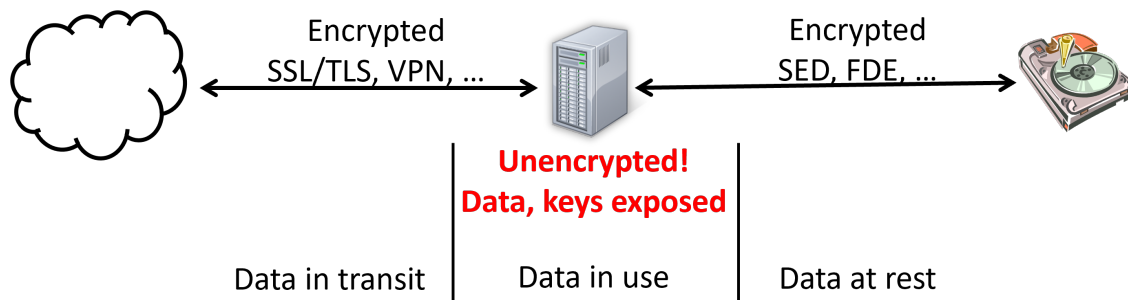 Encrypted
SSL/TLS, VPN, ...
Encrypted
SED, FDE, ...
Unencrypted!
Data, keys exposed
Data in transit
Data in use
Data at rest